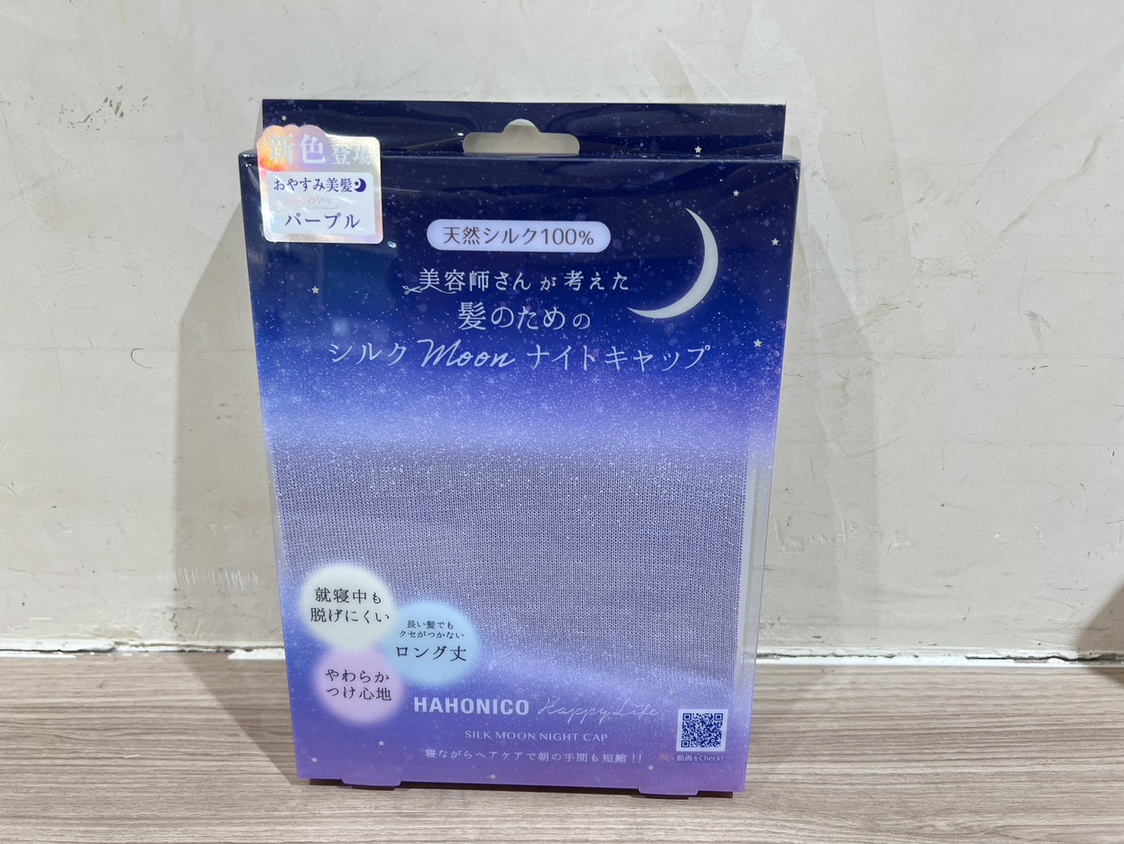 新色登場
おやすみ美髪
パープル
天然シルク100%
美容師さんが考えた
髪のための
シルクMoonナイトキャップ
就寝中も
脱げにくい
長い髪でも
クセがつかない
ロング丈
やわらか
つけ心地
HAHONICO Happy Life
SILK MOON NIGHT CAP
寝ながらヘアケアで朝の手間も短縮!!
動画をCheck!